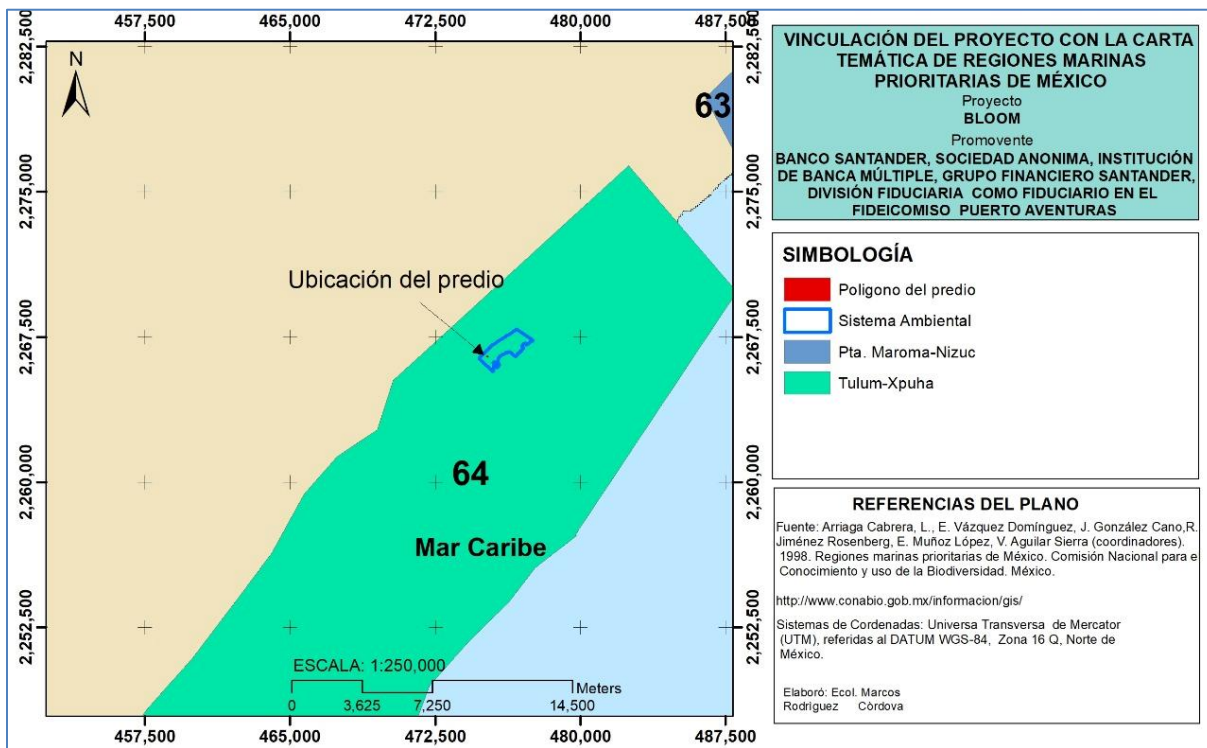 457,500 465,000 472,500 480,000 487,500
2,282,500 2,282,500
N
63
2,275,000 2,275,000
Ubicación del predio
2,267,500 2,267,500
64
2,260,000 2,260,000
Mar Caribe
2,252,500 2,252,500
ESCALA: 1:250,000
Meters
0 3,625 7,250 14,500
457,500 465,000 472,500 480,000 487,500
VINCULACIÓN DEL PROYECTO CON LA CARTA
TEMÁTICA DE REGIONES MARINAS
PRIORITARIAS DE MÉXICO
Proyecto
BLOOM
Promovente
BANCO SANTANDER, SOCIEDAD ANONIMA, INSTITUCIÓN
DE BANCA MÚLTIPLE, GRUPO FINANCIERO SANTANDER,
DIVISIÓN FIDUCIARIA COMO FIDUCIARIO EN EL
FIDEICOMISO PUERTO AVENTURAS
SIMBOLOGÍA
Poligono del predio
Sistema Ambiental
Pta. Maroma-Nizuc
Tulum-Xpuha
REFERENCIAS DEL PLANO
Fuente: Arriaga Cabrera, L., E. Vázquez Domínguez, J. González Cano,R.
Jiménez Rosenberg, E. Muñoz López, V. Aguilar Sierra (coordinadores).
1998. Regiones marinas prioritarias de México. Comisión Nacional para e
Conocimiento y uso de la Biodiversidad. México.
http://www.conabio.gob.mx/informacion/gis/
Sistemas de Cordenadas: Universa Transversa de Mercator
(UTM), referidas al DATUM WGS-84, Zona 16 Q, Norte de
México.
Elaboró: Ecol. Marcos
Rodriguez Còrdova